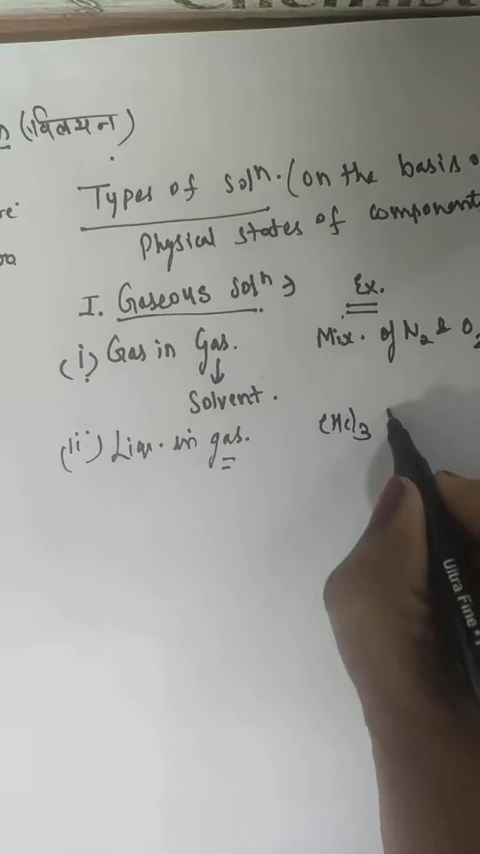 (विलयन)
Types of Solⁿ. (on the basis o
Physical states of component
I. Gaseous Solⁿ → Ex.
(i) Gas in Gas. Mix. of N₂ & O₂
↓
Solvent.
(ii) Liq. in gas. CHCl₃
Ultra Fine